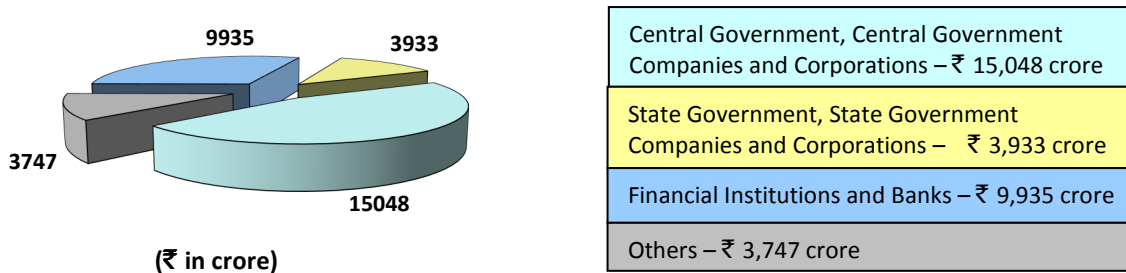 9935
3933
3747
15048
(₹ in crore)
Central Government, Central Government
Companies and Corporations – ₹ 15,048 crore
State Government, State Government
Companies and Corporations – ₹ 3,933 crore
Financial Institutions and Banks – ₹ 9,935 crore
Others – ₹ 3,747 crore